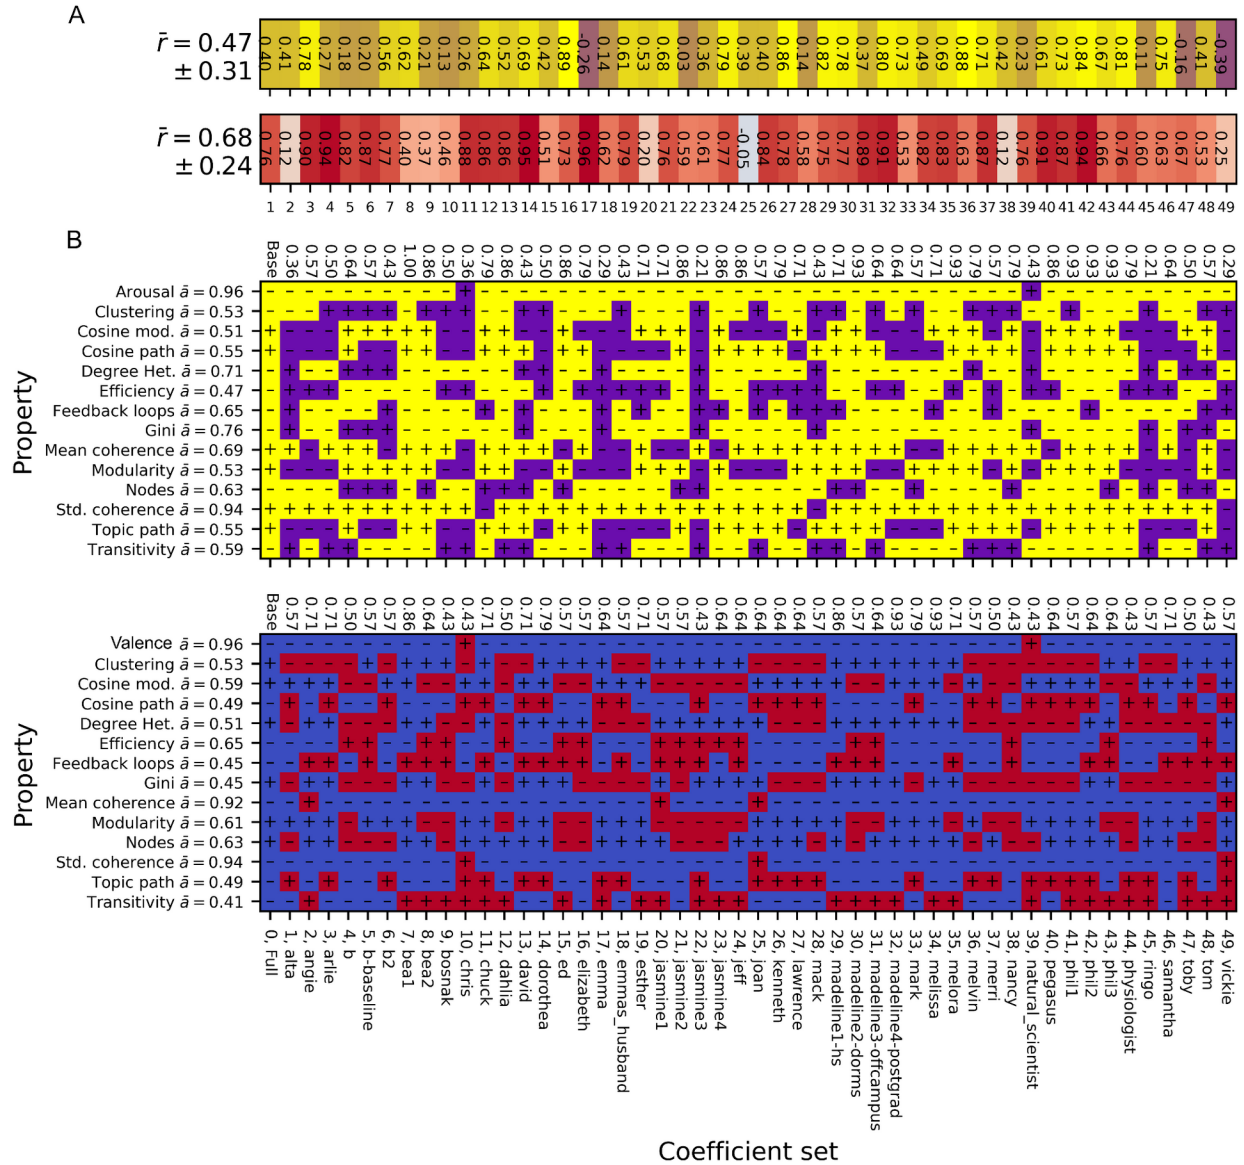 A
r̄ = 0.47
± 0.31
0.40 0.41 0.78 0.27 0.18 0.20 0.56 0.62 0.21 0.13 0.26 0.64 0.52 0.69 0.42 0.89 -0.26 0.14 0.61 0.53 0.68 0.03 0.36 0.79 0.39 0.40 0.86 0.14 0.82 0.78 0.37 0.80 0.73 0.49 0.69 0.88 0.71 0.42 0.23 0.61 0.73 0.84 0.67 0.81 0.11 0.75 -0.16 0.41 -0.39
r̄ = 0.68
± 0.24
0.76 0.12 0.90 0.94 0.82 0.87 0.77 0.40 0.37 0.46 0.88 0.86 0.86 0.95 0.51 0.73 0.96 0.62 0.79 0.20 0.76 0.59 0.61 0.77 -0.05 0.84 0.78 0.58 0.75 0.77 0.89 0.91 0.53 0.82 0.83 0.63 0.87 0.12 0.76 0.91 0.87 0.94 0.66 0.76 0.60 0.63 0.67 0.53 0.25
1 2 3 4 5 6 7 8 9 10 11 12 13 14 15 16 17 18 19 20 21 22 23 24 25 26 27 28 29 30 31 32 33 34 35 36 37 38 39 40 41 42 43 44 45 46 47 48 49
B
Base 0.36 0.57 0.50 0.64 0.57 0.43 1.00 0.86 0.50 0.36 0.79 0.86 0.43 0.50 0.86 0.79 0.29 0.43 0.79 0.71 0.86 0.21 0.86 0.86 0.57 0.79 0.71 0.43 0.71 0.93 0.64 0.64 0.57 0.71 0.93 0.79 0.57 0.79 0.43 0.86 0.93 0.93 0.93 0.79 0.21 0.71 0.50 0.57 0.29
Property
Arousal ā = 0.96
Clustering ā = 0.53
Cosine mod. ā = 0.51
Cosine path ā = 0.55
Degree Het. ā = 0.71
Efficiency ā = 0.47
Feedback loops ā = 0.65
Gini ā = 0.76
Mean coherence ā = 0.69
Modularity ā = 0.53
Nodes ā = 0.63
Std. coherence ā = 0.94
Topic path ā = 0.55
Transitivity ā = 0.59
Base 0.57 0.71 0.71 0.50 0.57 0.57 0.86 0.64 0.43 0.43 0.71 0.50 0.71 0.79 0.57 0.57 0.64 0.57 0.71 0.57 0.57 0.43 0.64 0.64 0.64 0.64 0.64 0.57 0.86 0.64 0.64 0.93 0.79 0.93 0.71 0.57 0.64 0.43 0.43 0.64 0.64 0.64 0.64 0.43 0.57 0.71 0.50 0.43 0.57
Property
Valence ā = 0.96
Clustering ā = 0.53
Cosine mod. ā = 0.59
Cosine path ā = 0.49
Degree Het. ā = 0.51
Efficiency ā = 0.65
Feedback loops ā = 0.45
Gini ā = 0.45
Mean coherence ā = 0.92
Modularity ā = 0.61
Nodes ā = 0.63
Std. coherence ā = 0.94
Topic path ā = 0.49
Transitivity ā = 0.41
0, Full
1, alta
2, angie
3, arlie
4, b
5, b-baseline
6, b2
7, bea1
8, bea2
9, bosnak
10, chris
11, chuck
12, dahlia
13, david
14, dorothea
15, ed
16, elizabeth
17, emma
18, emmas_husband
19, esther
20, jasmine1
21, jasmine2
22, jasmine3
23, jasmine4
24, jeff
25, joan
26, kenneth
27, lawrence
28, mack
29, madeline1-hs
30, madeline2-dorms
31, madeline3-offcampus
32, madeline4-postgrad
33, mark
34, melissa
35, melora
36, melvin
37, merri
38, nancy
39, natural_scientist
40, pegasus
41, phil1
42, phil2
43, phil3
44, physiologist
45, ringo
46, samantha
47, toby
48, tom
49, vickie
Coefficient set